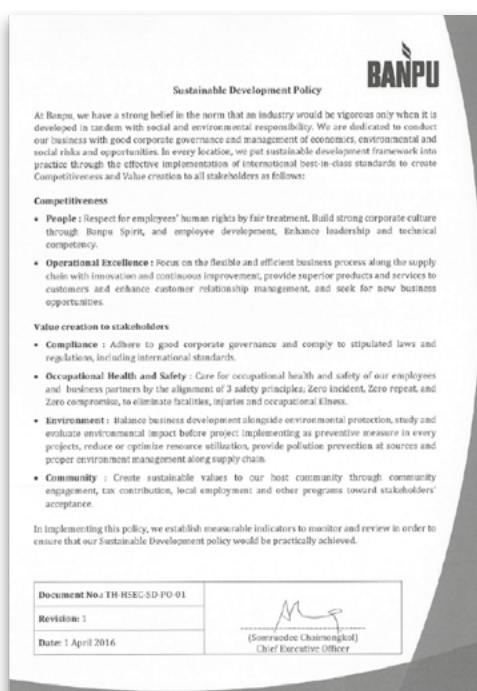 BANPU
Sustainable Development Policy
At Banpu, we have a strong belief in the norm that an industry would be vigorous only when it is
developed in tandem with social and environmental responsibility. We are dedicated to conduct
our business with good corporate governance and management of economics, environmental and
social risks and opportunities. In every location, we put sustainable development framework into
practice through the effective implementation of international best-in-class standards to create
Competitiveness and Value creation to all stakeholders as follows:
Competitiveness
• People : Respect for employees' human rights by fair treatment, Build strong corporate culture
through Banpu Spirit, and employee development, Enhance leadership and technical
competency.
• Operational Excellence : Focus on the flexible and efficient business process along the supply
chain with innovation and continuous improvement, provide superior products and services to
customers and enhance customer relationship management, and seek for new business
opportunities.
Value creation to stakeholders
• Compliance : Adhere to good corporate governance and comply to stipulated laws and
regulations, including international standards.
• Occupational Health and Safety : Care for occupational health and safety of our employees
and business partners by the alignment of 3 safety principles; Zero incident, Zero repeat, and
Zero compromise, to eliminate fatalities, injuries and occupational illness.
• Environment : Balance business development alongside environmental protection, study and
evaluate environmental impact before project implementing as preventive measure in every
projects, reduce or optimize resource utilization, provide pollution prevention at sources and
proper environment management along supply chain.
• Community : Create sustainable values to our host community through community
engagement, tax contribution, local employment and other programs toward stakeholders'
acceptance.
In implementing this policy, we establish measurable indicators to monitor and review in order to
ensure that our Sustainable Development policy would be practically achieved.
Document No.: TH-HSEC-SD-PO-01
Revision: 1
Date: 1 April 2016
(Somruedee Chaimongkol)
Chief Executive Officer